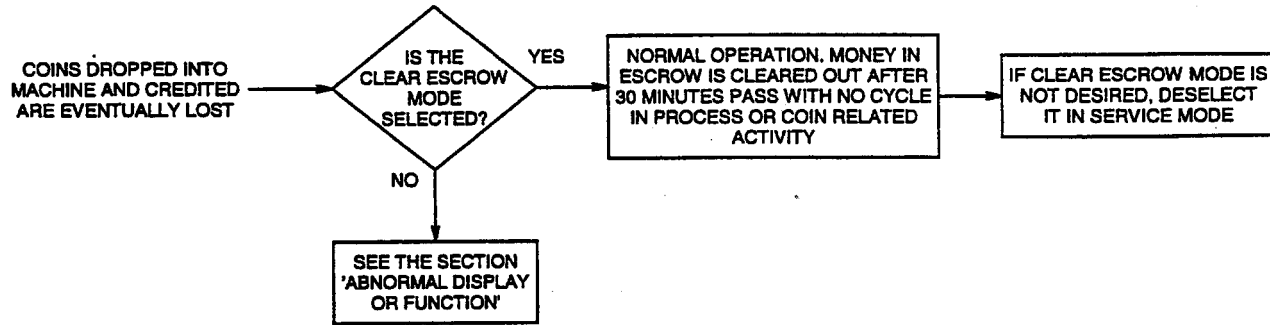 COINS DROPPED INTO
MACHINE AND CREDITED
ARE EVENTUALLY LOST
IS THE
CLEAR ESCROW
MODE
SELECTED?
YES
NORMAL OPERATION. MONEY IN
ESCROW IS CLEARED OUT AFTER
30 MINUTES PASS WITH NO CYCLE
IN PROCESS OR COIN RELATED
ACTIVITY
IF CLEAR ESCROW MODE IS
NOT DESIRED, DESELECT
IT IN SERVICE MODE
NO
SEE THE SECTION
'ABNORMAL DISPLAY
OR FUNCTION'